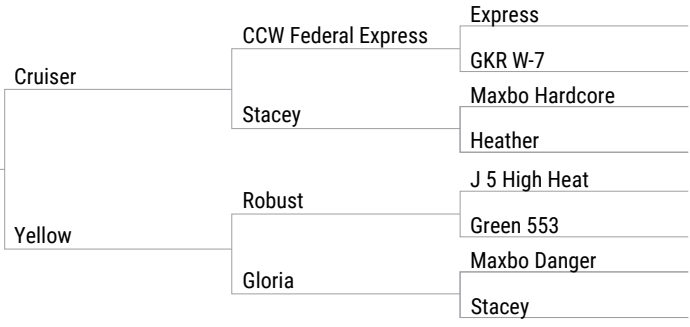 Express
CCW Federal Express
GKR W-7
Cruiser
Maxbo Hardcore
Stacey
Heather
J 5 High Heat
Robust
Green 553
Yellow
Maxbo Danger
Gloria
Stacey